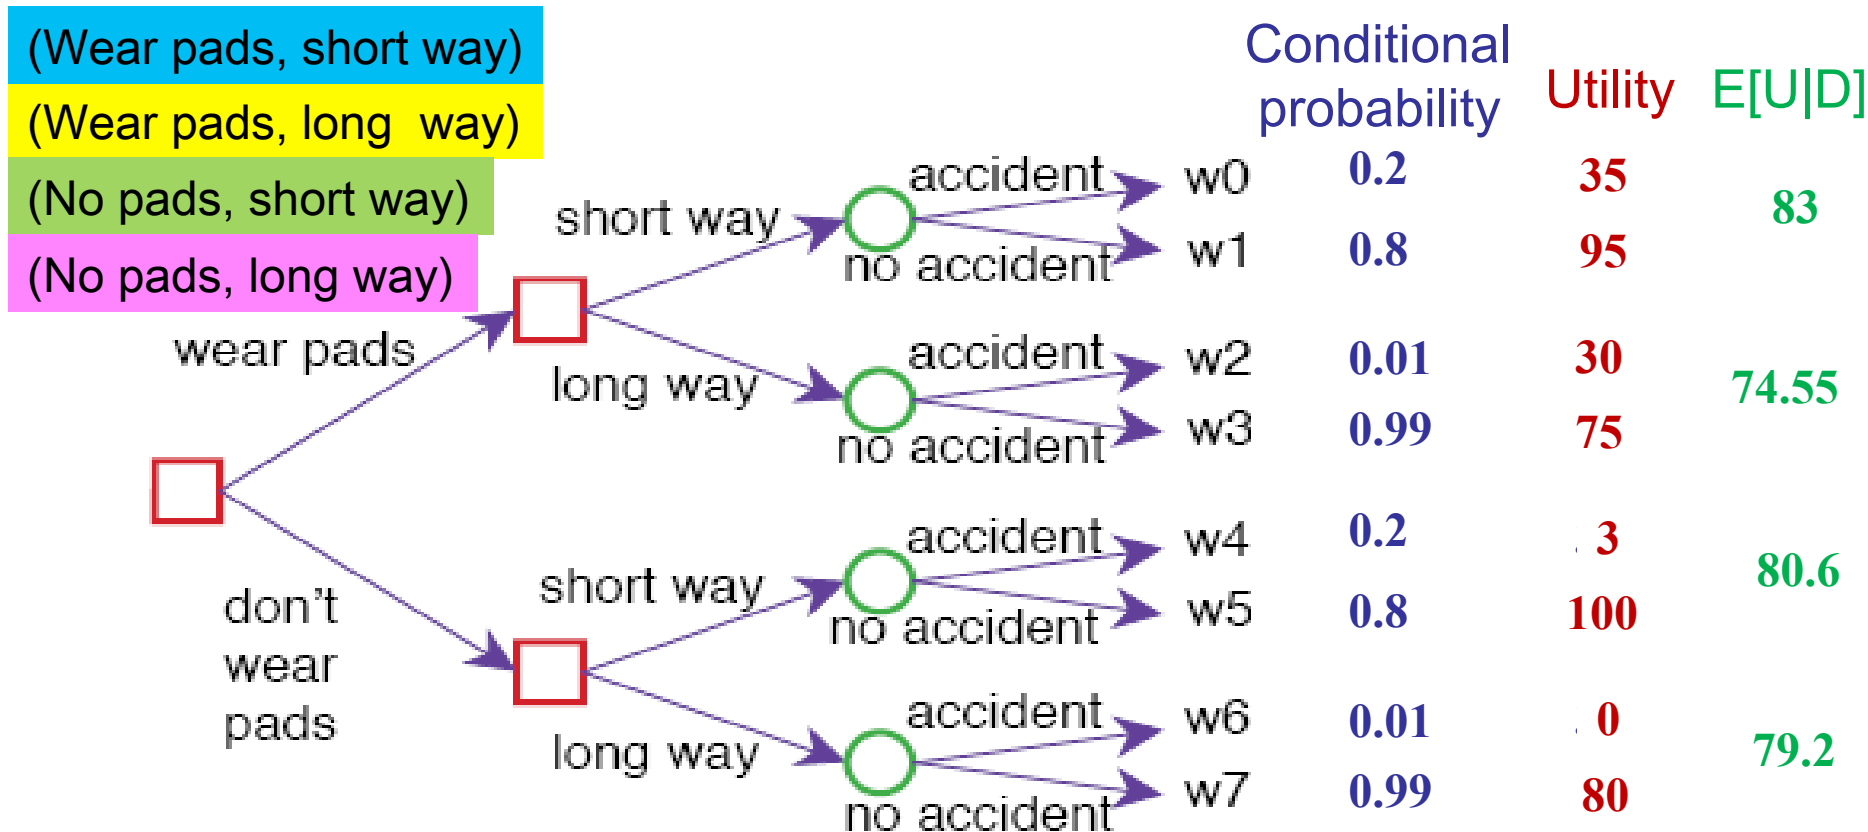 (Wear pads, short way)
(Wear pads, long way)
(No pads, short way)
(No pads, long way)
Conditional probability Utility E[U|D]
short way accident w0 0.2 35 83
no accident w1 0.8 95
wear pads
long way accident w2 0.01 30 74.55
no accident w3 0.99 75
don't wear pads
short way accident w4 0.2 3 80.6
no accident w5 0.8 100
long way accident w6 0.01 0 79.2
no accident w7 0.99 80